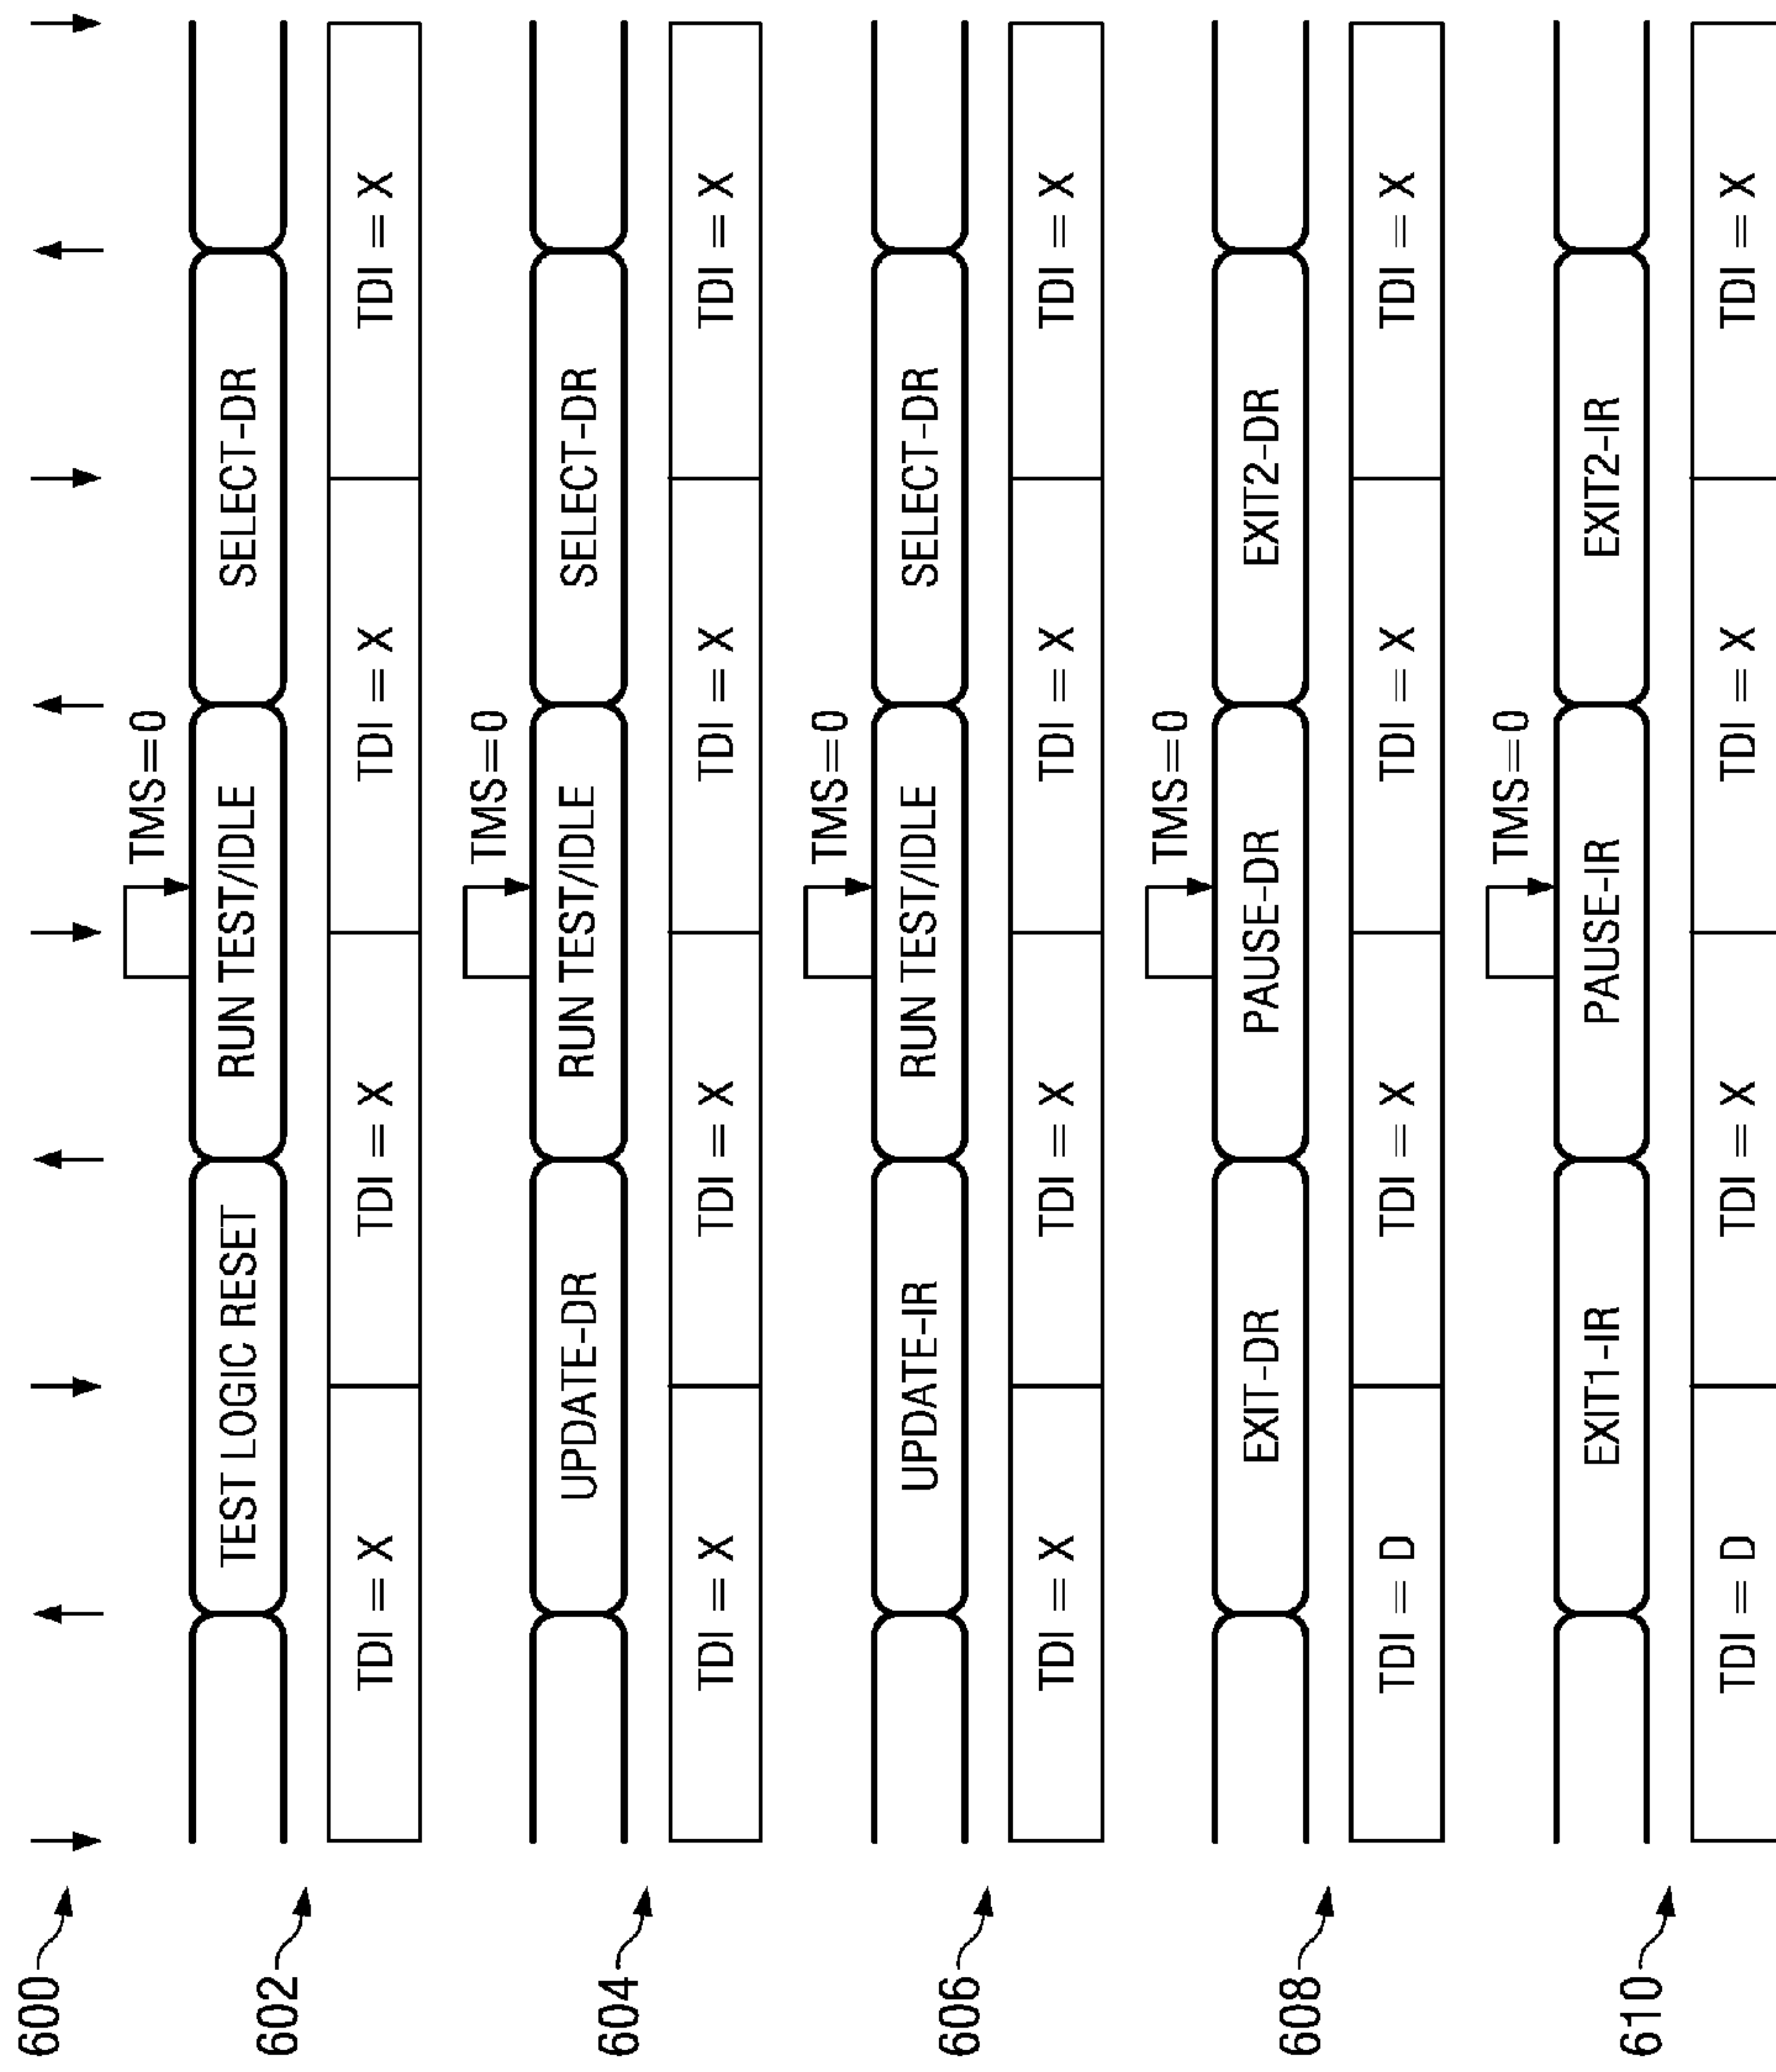 600
602
TMS=0
TEST LOGIC RESET
RUN TEST/IDLE
SELECT-DR
TDI = X
TDI = X
TDI = X
TDI = X
604
TMS=0
UPDATE-DR
RUN TEST/IDLE
SELECT-DR
TDI = X
TDI = X
TDI = X
TDI = X
606
TMS=0
UPDATE-IR
RUN TEST/IDLE
SELECT-DR
TDI = X
TDI = X
TDI = X
TDI = X
608
TMS=0
EXIT-DR
PAUSE-DR
EXIT2-DR
TDI = D
TDI = X
TDI = X
TDI = X
610
TMS=0
EXIT1-IR
PAUSE-IR
EXIT2-IR
TDI = D
TDI = X
TDI = X
TDI = X